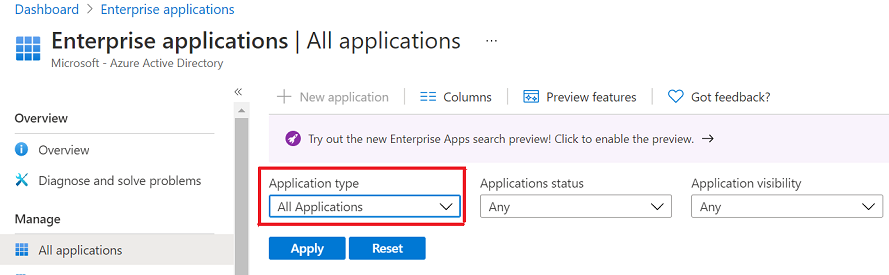 Dashboard > Enterprise applications
Enterprise applications | All applications ...
Microsoft - Azure Active Directory
«
Overview
Overview
Diagnose and solve problems
Manage
All applications
+ New application
Columns
Preview features
Got feedback?
Try out the new Enterprise Apps search preview! Click to enable the preview. →
Application type
All Applications
Applications status
Any
Application visibility
Any
Apply
Reset